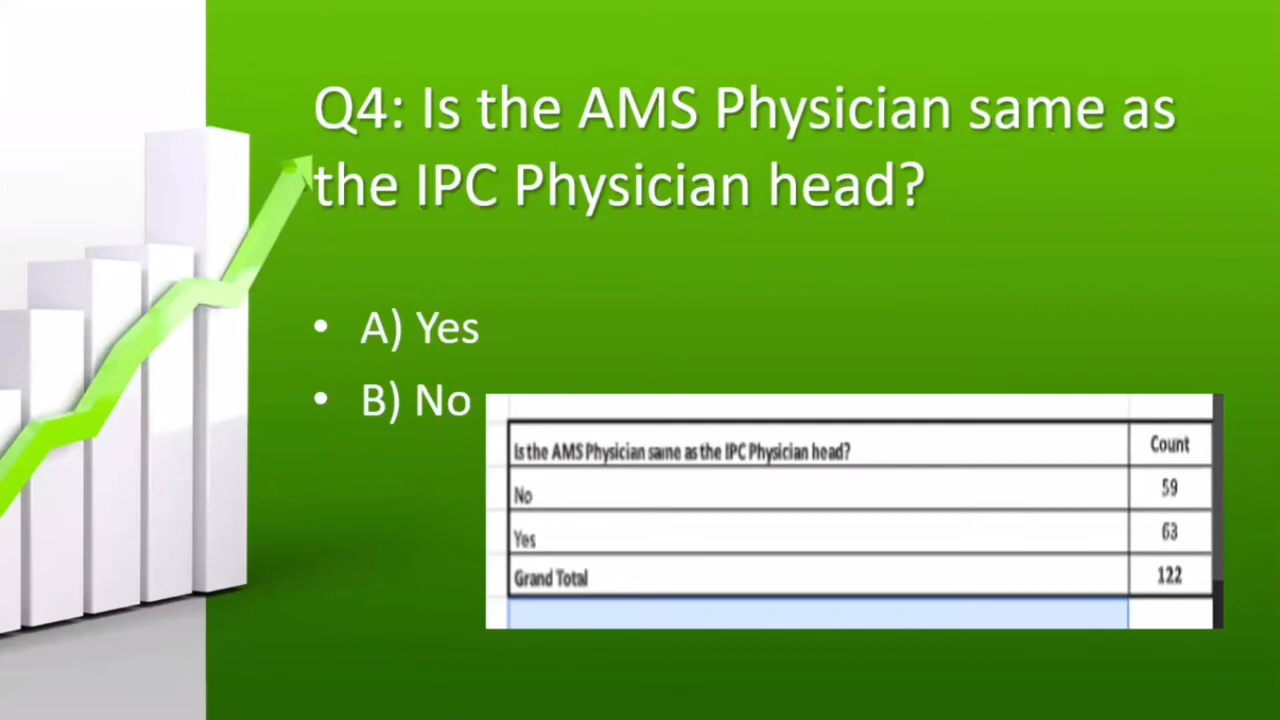 Q4: Is the AMS Physician same as
the IPC Physician head?
• A) Yes
• B) No
Is the AMS Physician same as the IPC Physician head? Count
No 59
Yes 63
Grand Total 122